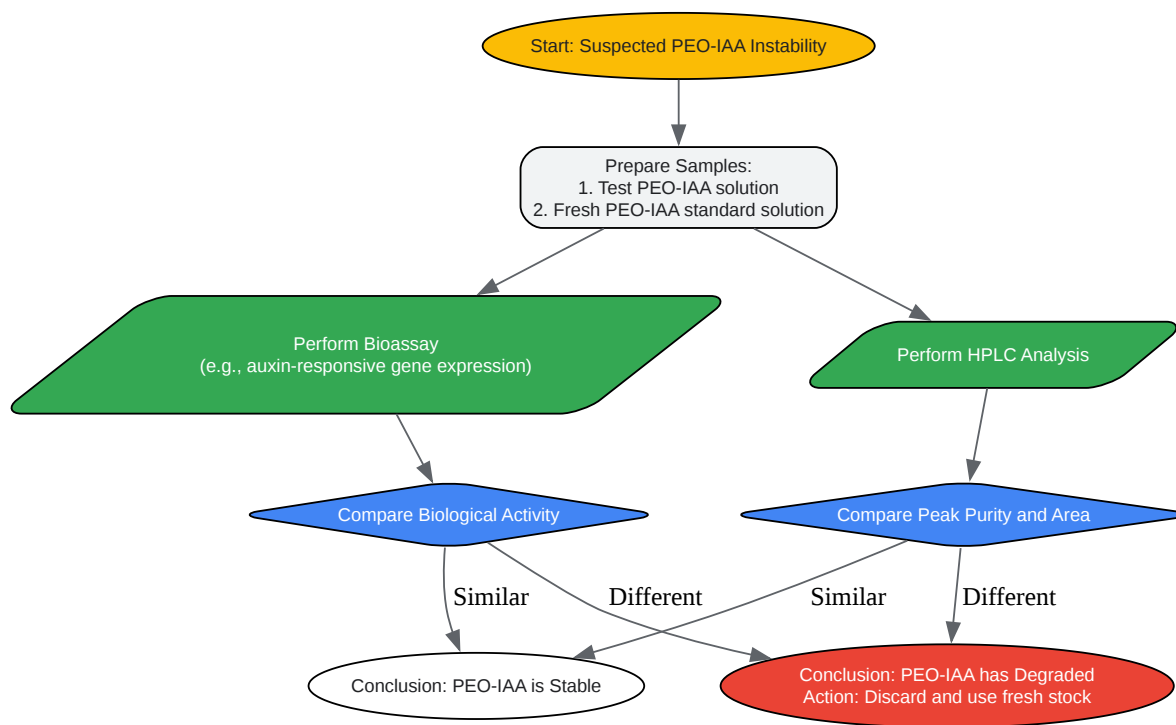 Start: Suspected PEO-IAA Instability
Prepare Samples:
1. Test PEO-IAA solution
2. Fresh PEO-IAA standard solution
Perform Bioassay
(e.g., auxin-responsive gene expression)
Perform HPLC Analysis
Compare Biological Activity
Compare Peak Purity and Area
Similar
Different
Similar
Different
Conclusion: PEO-IAA is Stable
Conclusion: PEO-IAA has Degraded
Action: Discard and use fresh stock